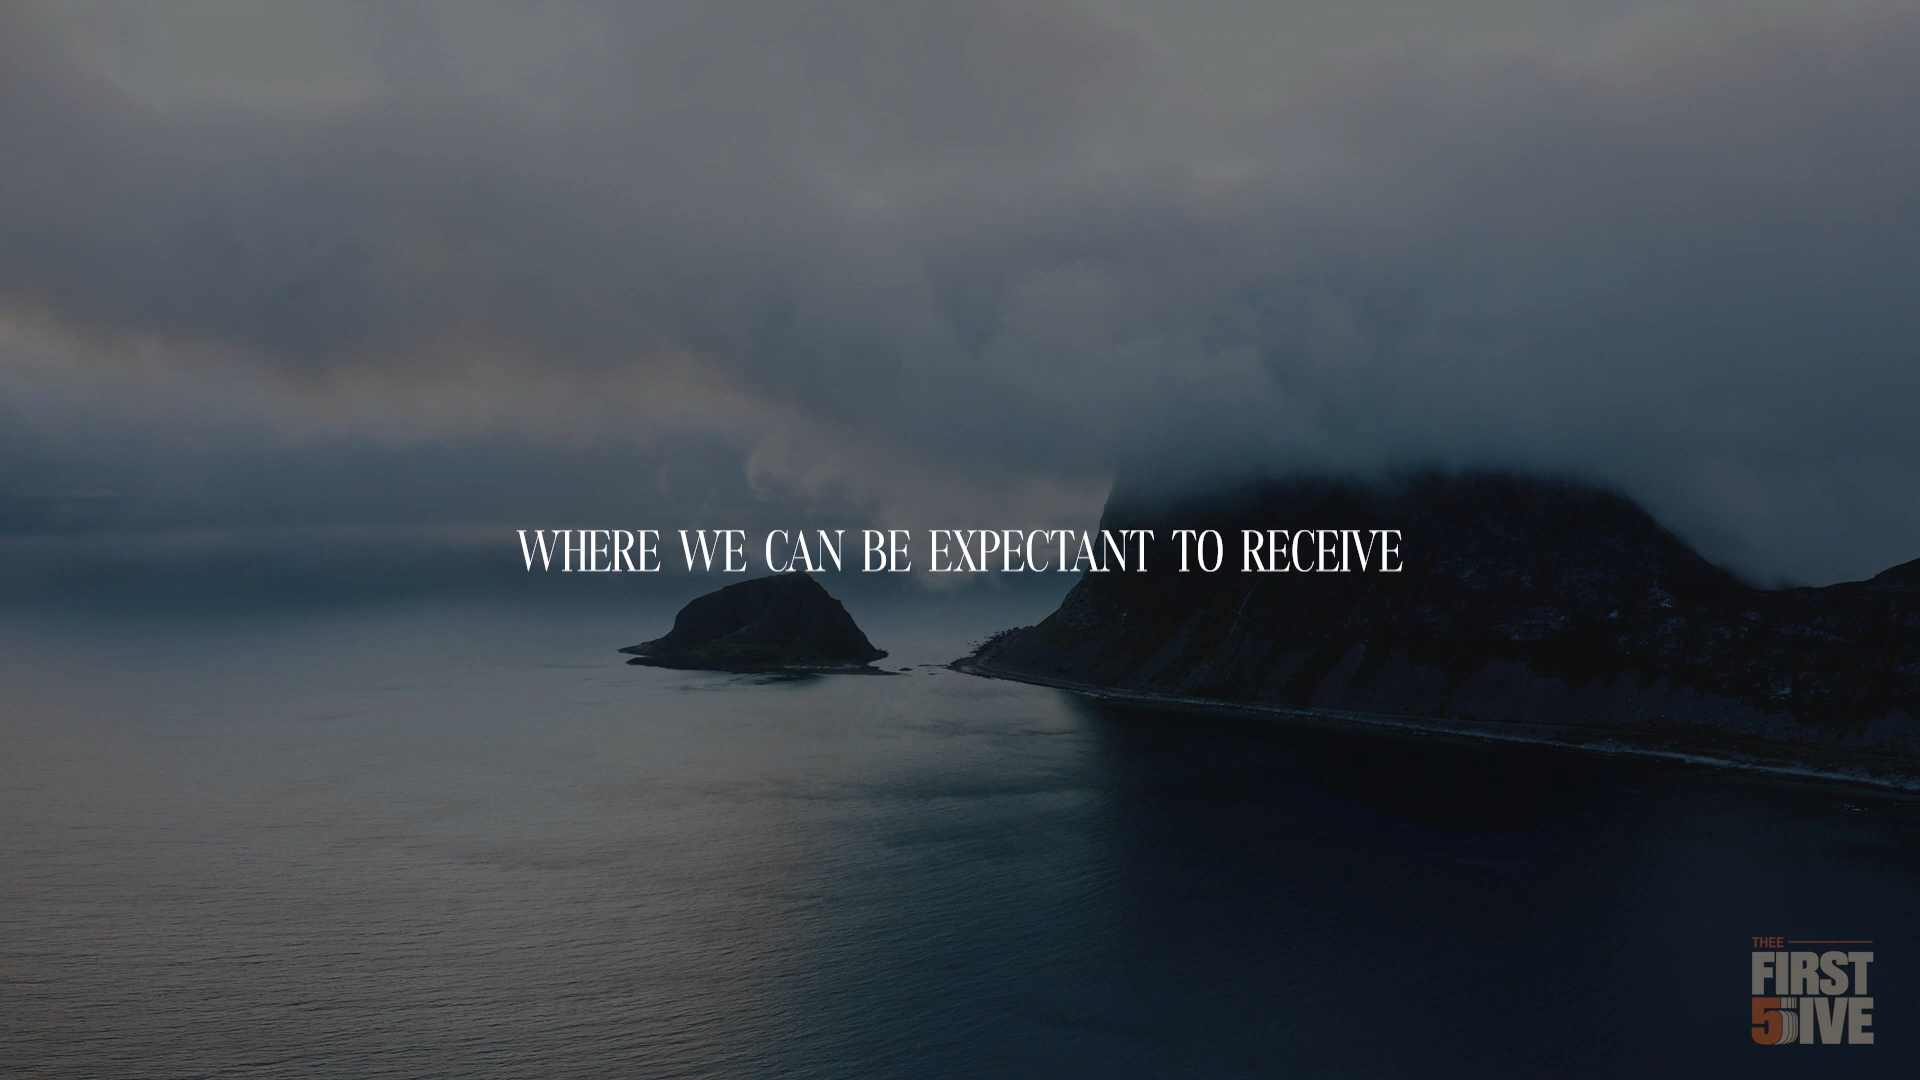 WHERE WE CAN BE EXPECTANT TO RECEIVE
THEE
FIRST
5IVE